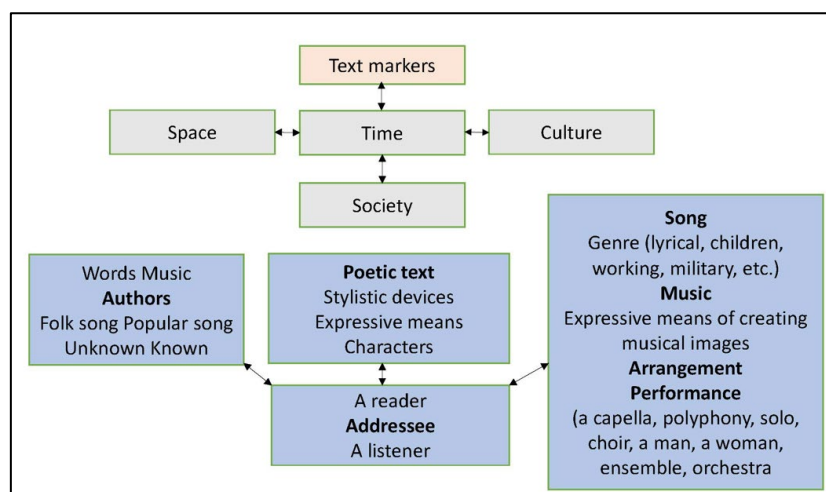 Text markers
Space
Time
Culture
Society
Words Music
Authors
Folk song Popular song
Unknown Known
Poetic text
Stylistic devices
Expressive means
Characters
Song
Genre (lyrical, children,
working, military, etc.)
Music
Expressive means of creating
musical images
Arrangement
Performance
(a capella, polyphony, solo,
choir, a man, a woman,
ensemble, orchestra
A reader
Addressee
A listener